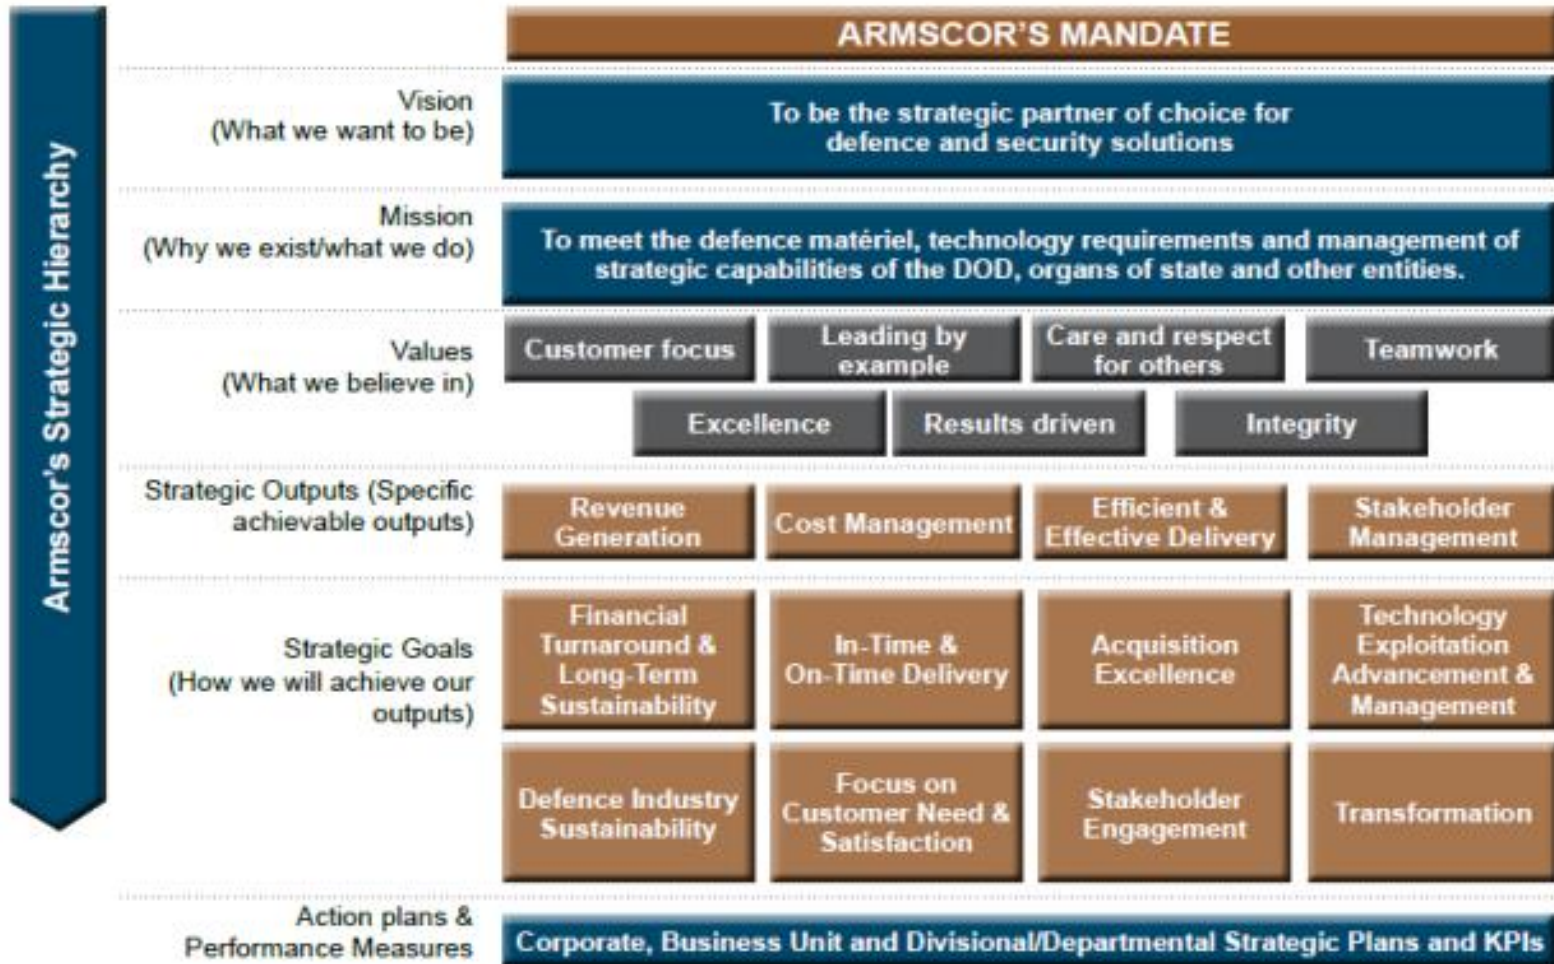 Armscor's Strategic Hierarchy
ARMSCOR'S MANDATE
Vision
(What we want to be)
To be the strategic partner of choice for
defence and security solutions
Mission
(Why we exist/what we do)
To meet the defence matériel, technology requirements and management of
strategic capabilities of the DOD, organs of state and other entities.
Values
(What we believe in)
Customer focus
Leading by
example
Care and respect
for others
Teamwork
Excellence
Results driven
Integrity
Strategic Outputs (Specific
achievable outputs)
Revenue
Generation
Cost Management
Efficient &
Effective Delivery
Stakeholder
Management
Strategic Goals
(How we will achieve our
outputs)
Financial
Turnaround &
Long-Term
Sustainability
In-Time &
On-Time Delivery
Acquisition
Excellence
Technology
Exploitation
Advancement &
Management
Defence Industry
Sustainability
Focus on
Customer Need &
Satisfaction
Stakeholder
Engagement
Transformation
Action plans &
Performance Measures
Corporate, Business Unit and Divisional/Departmental Strategic Plans and KPIs